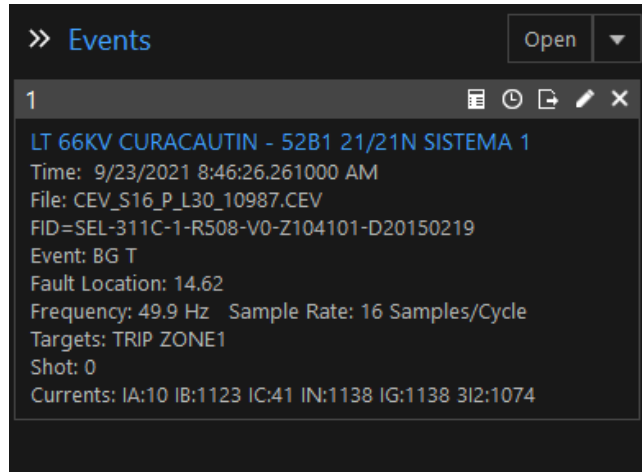 Events
Open
1
LT 66KV CURACAUTIN - 52B1 21/21N SISTEMA 1
Time: 9/23/2021 8:46:26.261000 AM
File: CEV_S16_P_L30_10987.CEV
FID=SEL-311C-1-R508-V0-Z104101-D20150219
Event: BG T
Fault Location: 14.62
Frequency: 49.9 Hz Sample Rate: 16 Samples/Cycle
Targets: TRIP ZONE1
Shot: 0
Currents: IA:10 IB:1123 IC:41 IN:1138 IG:1138 3I2:1074